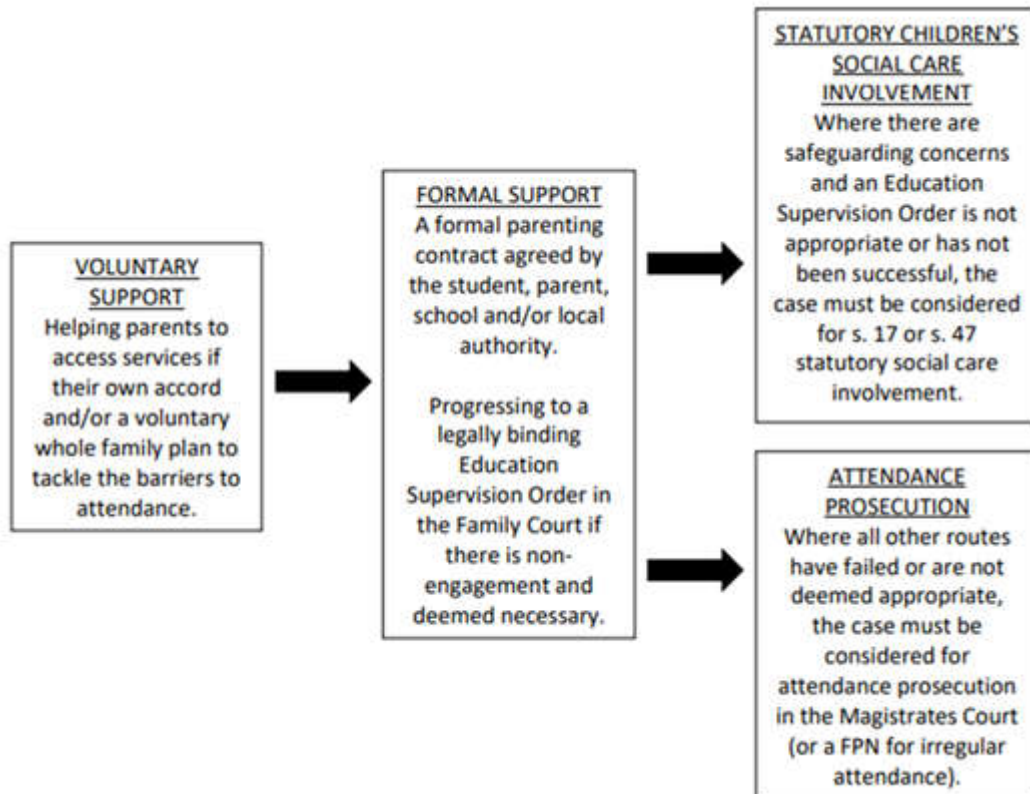 VOLUNTARY
SUPPORT
Helping parents to
access services if
their own accord
and/or a voluntary
whole family plan to
tackle the barriers to
attendance.
FORMAL SUPPORT
A formal parenting
contract agreed by
the student, parent,
school and/or local
authority.
Progressing to a
legally binding
Education
Supervision Order in
the Family Court if
there is non-
engagement and
deemed necessary.
STATUTORY CHILDREN'S
SOCIAL CARE
INVOLVEMENT
Where there are
safeguarding concerns
and an Education
Supervision Order is not
appropriate or has not
been successful, the
case must be considered
for s. 17 or s. 47
statutory social care
involvement.
ATTENDANCE
PROSECUTION
Where all other routes
have failed or are not
deemed appropriate,
the case must be
considered for
attendance prosecution
in the Magistrates Court
(or a FPN for irregular
attendance).